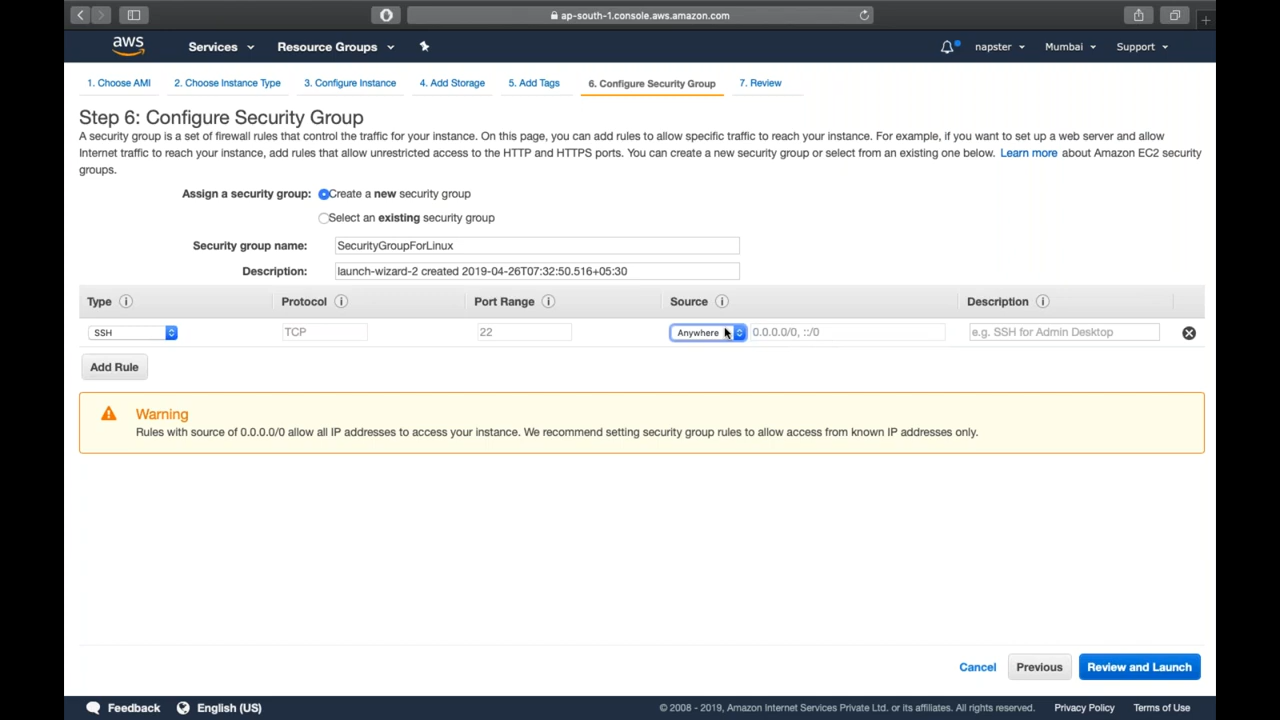 ap-south-1.console.aws.amazon.com
aws Services Resource Groups napster Mumbai Support
1. Choose AMI 2. Choose Instance Type 3. Configure Instance 4. Add Storage 5. Add Tags 6. Configure Security Group 7. Review
Step 6: Configure Security Group
A security group is a set of firewall rules that control the traffic for your instance. On this page, you can add rules to allow specific traffic to reach your instance. For example, if you want to set up a web server and allow
Internet traffic to reach your instance, add rules that allow unrestricted access to the HTTP and HTTPS ports. You can create a new security group or select from an existing one below. Learn more about Amazon EC2 security
groups.
Assign a security group: Create a new security group
Select an existing security group
Security group name: SecurityGroupForLinux
Description: launch-wizard-2 created 2019-04-26T07:32:50.516+05:30
Type i Protocol i Port Range i Source i Description i
SSH TCP 22 Anywhere 0.0.0.0/0, ::/0 e.g. SSH for Admin Desktop
Add Rule
Warning
Rules with source of 0.0.0.0/0 allow all IP addresses to access your instance. We recommend setting security group rules to allow access from known IP addresses only.
Cancel Previous Review and Launch
Feedback English (US) © 2008 - 2019, Amazon Internet Services Private Ltd. or its affiliates. All rights reserved. Privacy Policy Terms of Use